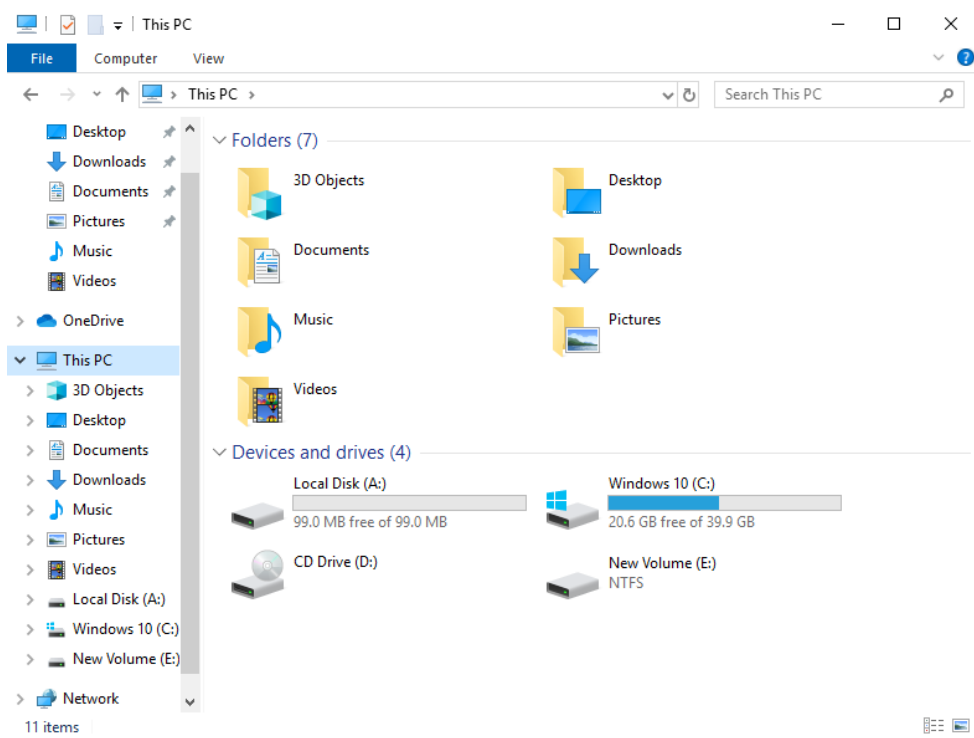 This PC
File Computer View
This PC
Search This PC
Desktop
Downloads
Documents
Pictures
Music
Videos
OneDrive
This PC
3D Objects
Desktop
Documents
Downloads
Music
Pictures
Videos
Local Disk (A:)
Windows 10 (C:)
New Volume (E:)
Network
Folders (7)
3D Objects
Desktop
Documents
Downloads
Music
Pictures
Videos
Devices and drives (4)
Local Disk (A:)
99.0 MB free of 99.0 MB
Windows 10 (C:)
20.6 GB free of 39.9 GB
CD Drive (D:)
New Volume (E:)
NTFS
11 items